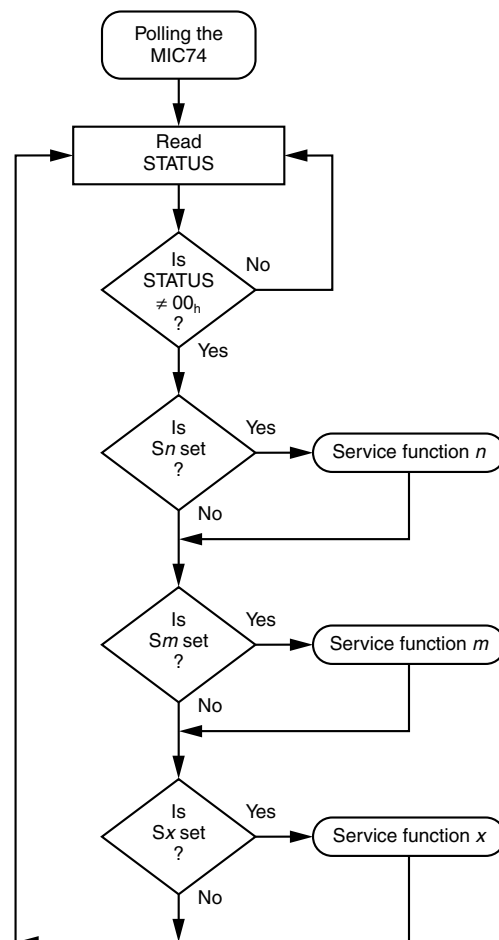 Polling the
MIC74
Read
STATUS
Is
STATUS
≠ 00h
?
No
Yes
Is
Sn set
?
Yes
Service function n
No
Is
Sm set
?
Yes
Service function m
No
Is
Sx set
?
Yes
Service function x
No